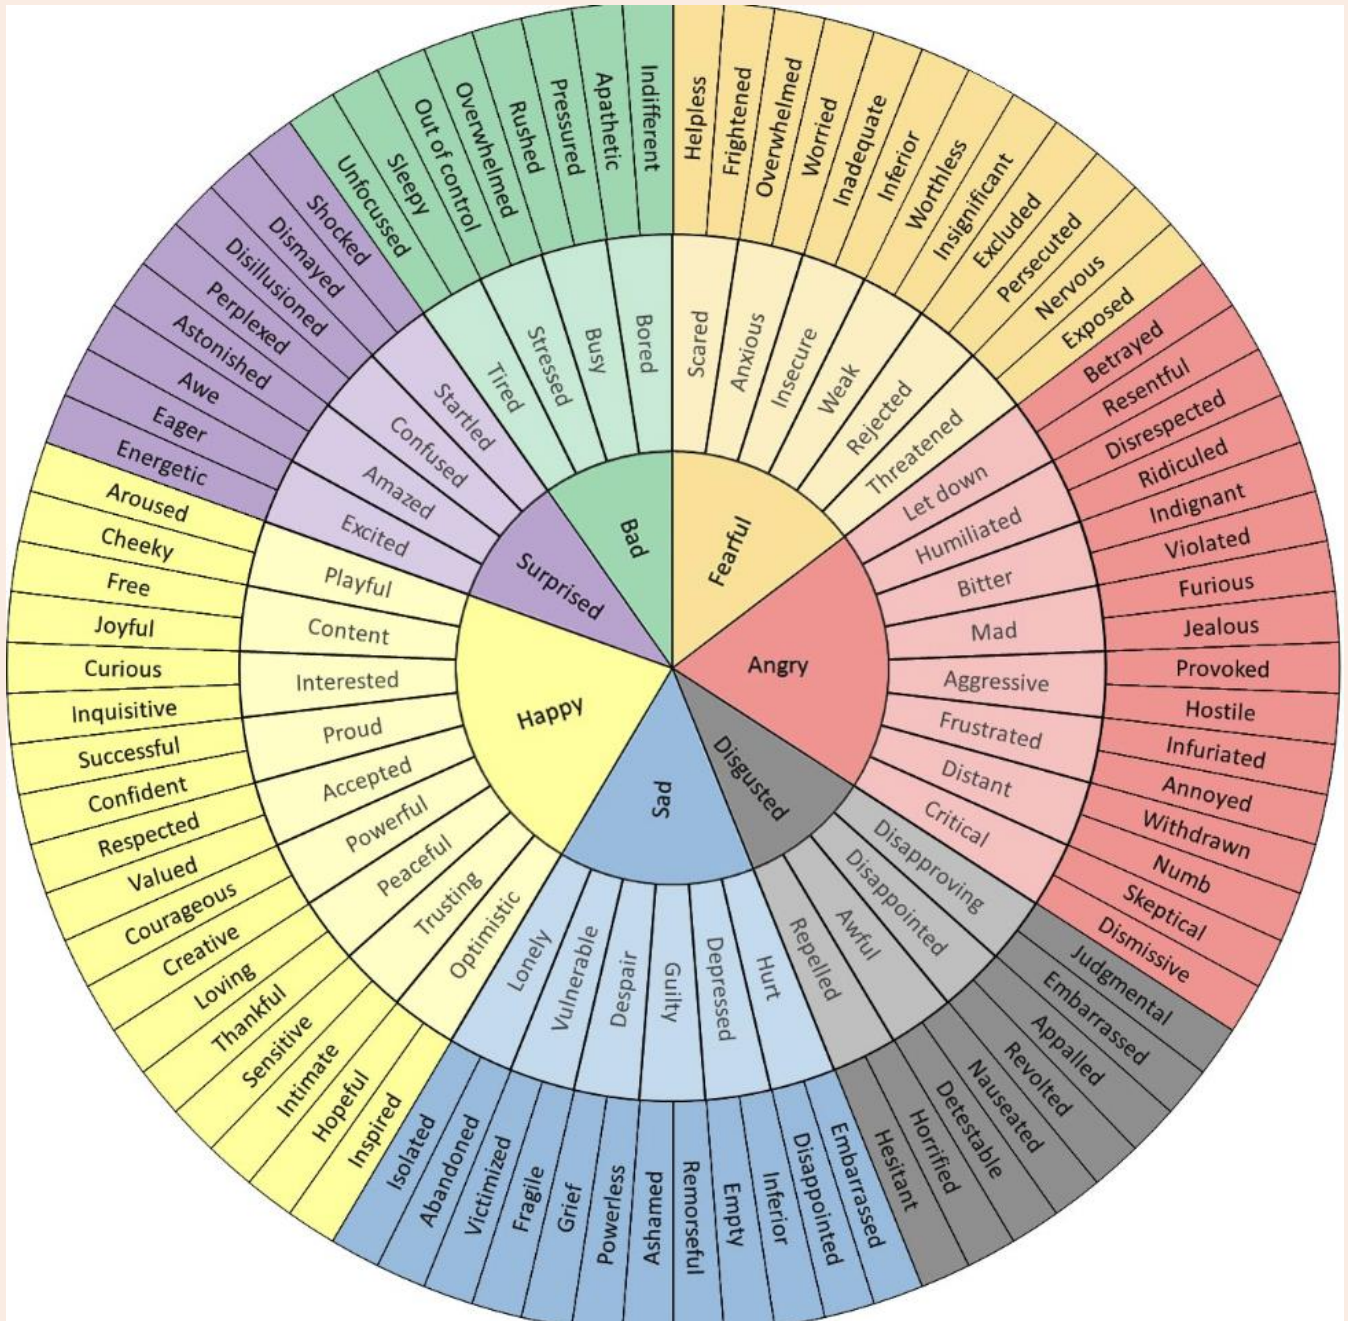 Fearful
Angry
Disgusted
Sad
Happy
Surprised
Bad
Scared
Anxious
Insecure
Weak
Rejected
Threatened
Let down
Humiliated
Bitter
Mad
Aggressive
Frustrated
Distant
Critical
Disapproving
Disappointed
Awful
Repelled
Hurt
Depressed
Guilty
Despair
Vulnerable
Lonely
Optimistic
Trusting
Peaceful
Powerful
Accepted
Proud
Interested
Content
Playful
Excited
Amazed
Confused
Startled
Tired
Stressed
Busy
Bored
Helpless
Frightened
Overwhelmed
Worried
Inadequate
Inferior
Worthless
Insignificant
Excluded
Persecuted
Nervous
Exposed
Betrayed
Resentful
Disrespected
Ridiculed
Indignant
Violated
Furious
Jealous
Provoked
Hostile
Infuriated
Annoyed
Withdrawn
Numb
Skeptical
Dismissive
Judgmental
Embarrassed
Appalled
Revolted
Nauseated
Detestable
Horrified
Hesitant
Embarrassed
Disappointed
Inferior
Empty
Remorseful
Ashamed
Powerless
Grief
Fragile
Victimized
Abandoned
Isolated
Inspired
Hopeful
Intimate
Sensitive
Thankful
Loving
Creative
Courageous
Valued
Respected
Confident
Successful
Inquisitive
Curious
Joyful
Free
Cheeky
Aroused
Energetic
Eager
Awe
Astonished
Perplexed
Disillusioned
Dismayed
Shocked
Unfocussed
Sleepy
Out of control
Overwhelmed
Rushed
Pressured
Apathetic
Indifferent